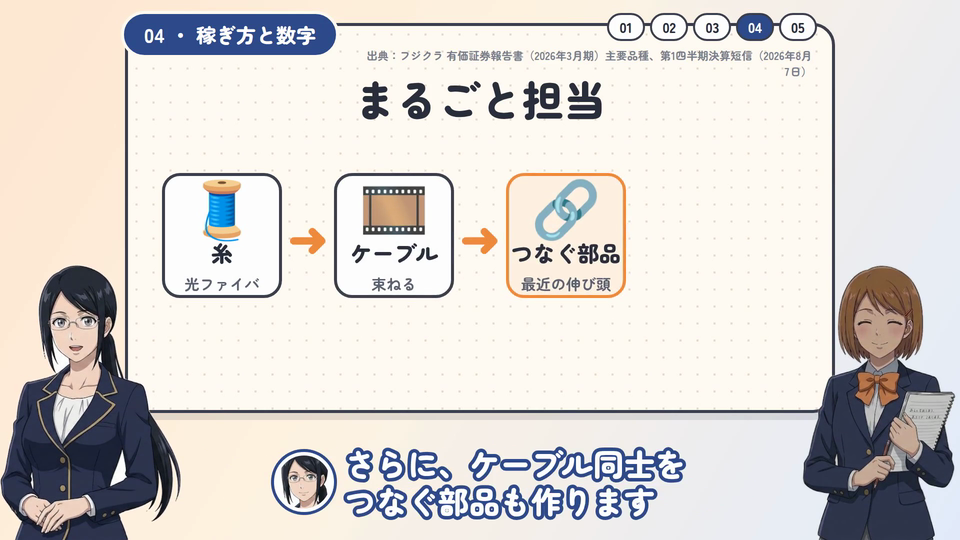 04 ・ 稼ぎ方と数字
01 02 03 04 05
出典：フジクラ 有価証券報告書（2026年3月期）主要品種、第1四半期決算短信（2026年8月
7日）
まるごと担当
糸
光ファイバ
ケーブル
束ねる
つなぐ部品
最近の伸び頭
さらに、ケーブル同士を
つなぐ部品も作ります